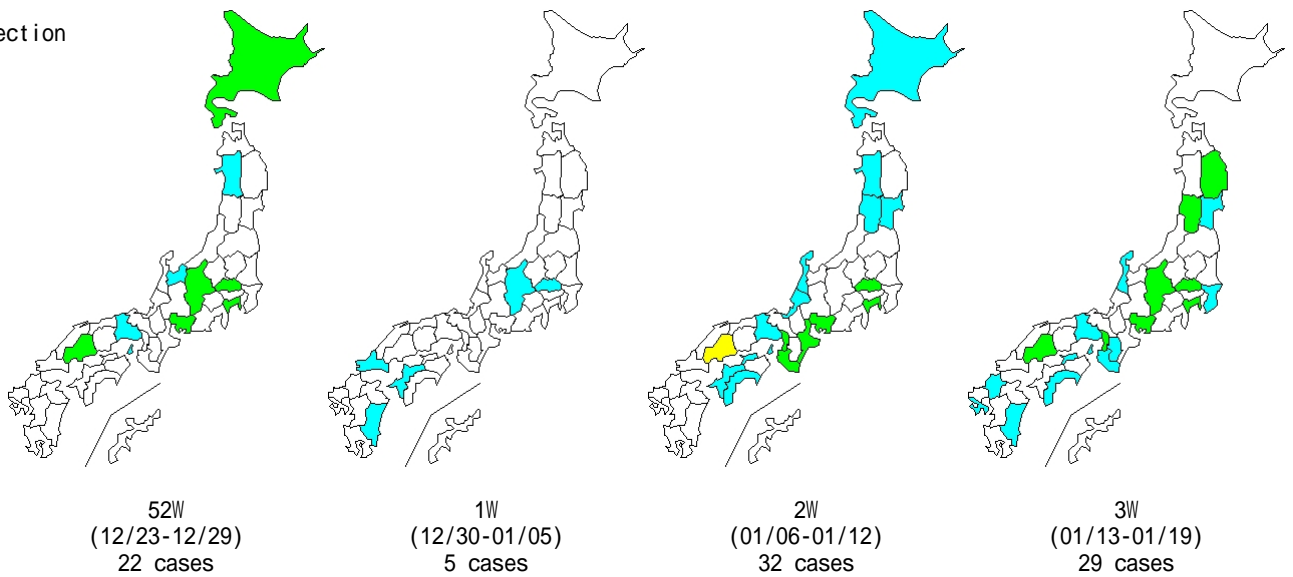 ection
52W
(12/23-12/29)
22 cases
1W
(12/30-01/05)
5 cases
2W
(01/06-01/12)
32 cases
3W
(01/13-01/19)
29 cases